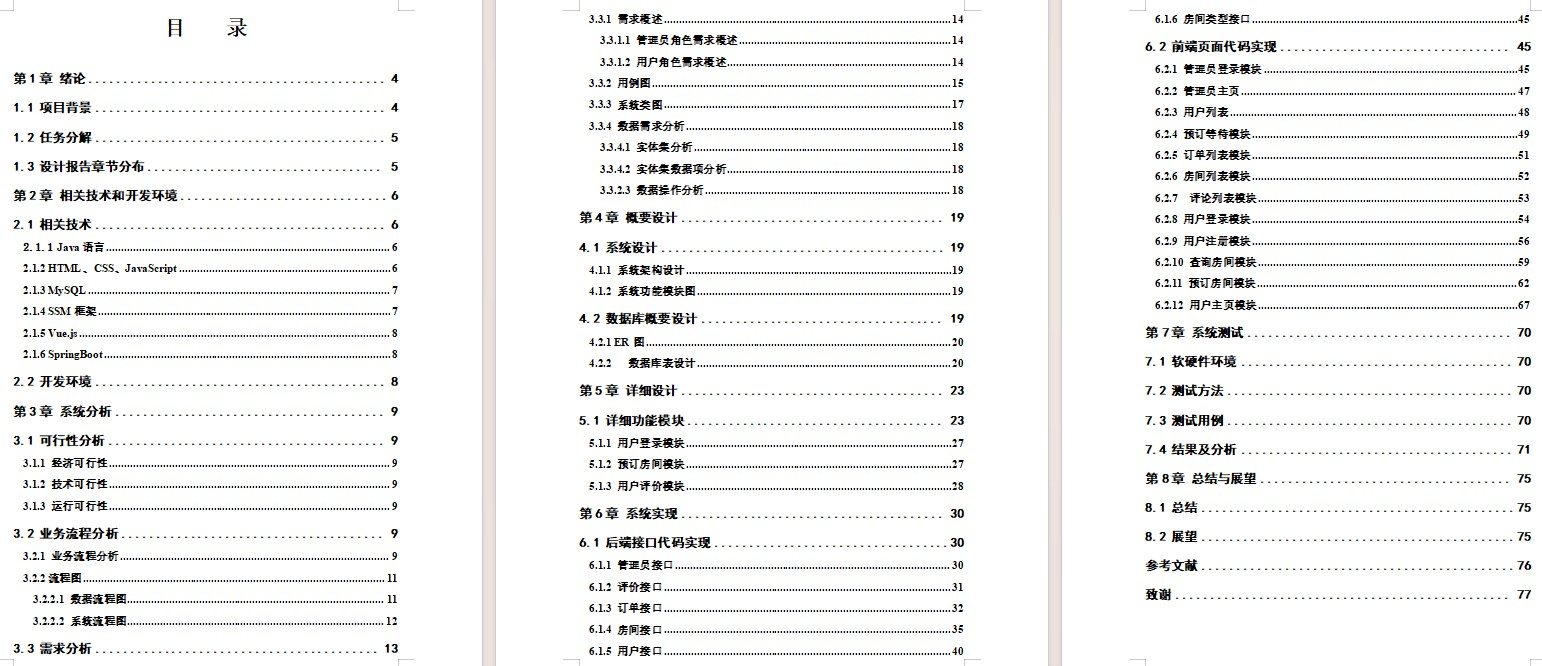 目 录
第1章 绪论 4
1.1 项目背景 4
1.2 任务分解 5
1.3 设计报告章节分布 5
第2章 相关技术和开发环境 6
2.1 相关技术 6
2.1.1 Java 语言 6
2.1.2 HTML、CSS、JavaScript 6
2.1.3 MySQL 7
2.1.4 SSM 框架 7
2.1.5 Vue.js 8
2.1.6 SpringBoot 8
2.2 开发环境 8
第3章 系统分析 9
3.1 可行性分析 9
3.1.1 经济可行性 9
3.1.2 技术可行性 9
3.1.3 运行可行性 9
3.2 业务流程分析 9
3.2.1 业务流程分析 9
3.2.2 流程图 11
3.2.2.1 数据流程图 11
3.2.2.2 系统流程图 12
3.3 需求分析 13
3.3.1 需求概述 14
3.3.1.1 管理员角色需求概述 14
3.3.1.2 用户角色需求概述 14
3.3.2 用例图 15
3.3.3 系统类图 17
3.3.4 数据需求分析 18
3.3.4.1 实体集分析 18
3.3.4.2 实体集数据项分析 18
3.3.2.3 数据操作分析 18
第4章 概要设计 19
4.1 系统设计 19
4.1.1 系统架构设计 19
4.1.2 系统功能模块图 19
4.2 数据库概要设计 19
4.2.1 ER 图 20
4.2.2 数据库表设计 20
第5章 详细设计 23
5.1 详细功能模块 23
5.1.1 用户登录模块 27
5.1.2 预订房间模块 27
5.1.3 用户评价模块 28
第6章 系统实现 30
6.1 后端接口代码实现 30
6.1.1 管理员接口 30
6.1.2 评价接口 31
6.1.3 订单接口 32
6.1.4 房间接口 35
6.1.5 用户接口 40
6.1.6 房间类型接口 45
6.2 前端页面代码实现 45
6.2.1 管理员登录模块 45
6.2.2 管理员主页 47
6.2.3 用户列表 48
6.2.4 预订等待模块 49
6.2.5 订单列表模块 51
6.2.6 房间列表模块 52
6.2.7 评论列表模块 53
6.2.8 用户登录模块 54
6.2.9 用户注册模块 56
6.2.10 查询房间模块 59
6.2.11 预订房间模块 62
6.2.12 用户主页模块 67
第7章 系统测试 70
7.1 软硬件环境 70
7.2 测试方法 70
7.3 测试用例 70
7.4 结果及分析 71
第8章 总结与展望 75
8.1 总结 75
8.2 展望 75
参考文献 76
致谢 77